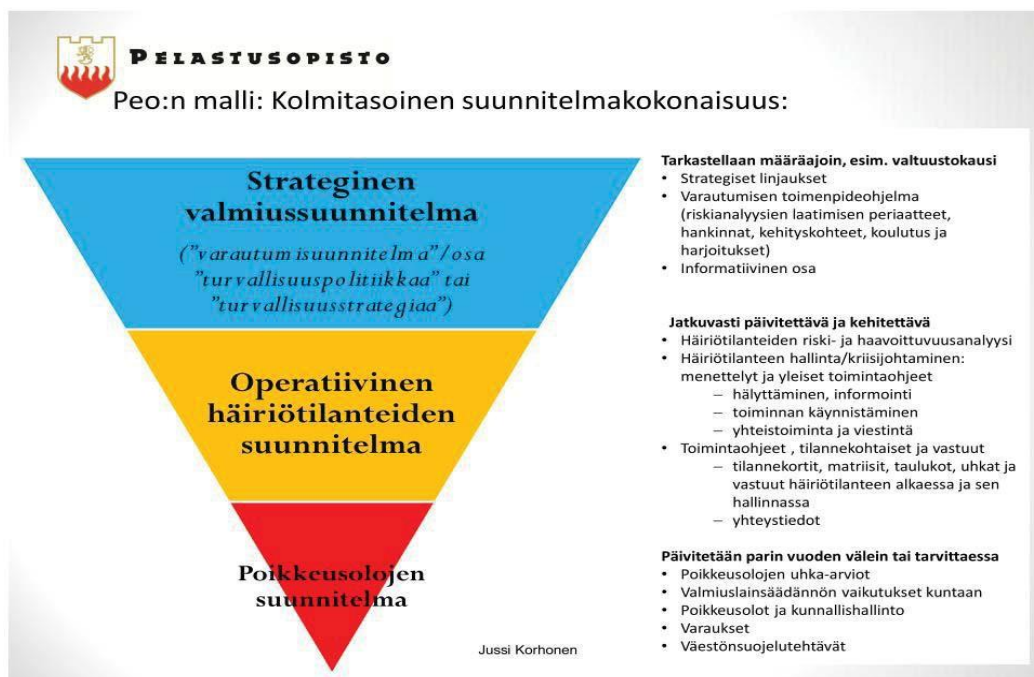 PELASTUSOPISTO
Peo:n malli: Kolmitasoinen suunnitelmakokonaisuus:
Strateginen
valmiussuunnitelma
("varautumisuunnitelma"/osa
"turvallisuuspolitiikkaa" tai
"turvallisuusstrategiaa")
Operatiivinen
häiriötilanteiden
suunnitelma
Poikkeusolojen
suunnitelma
Tarkastellaan määräajoin, esim. valtuustokausi
• Strategiset linjaukset
• Varautumisen toimenpideohjelma
(riskianalyysien laatimisen periaatteet,
hankinnat, kehityskohteet, koulutus ja
harjoitukset)
• Informatiivinen osa
Jatkuvasti päivitettävä ja kehitettävä
• Häiriötilanteiden riski- ja haavoittuvuusanalyysi
• Häiriötilanteen hallinta/kriisijohtaminen:
menettelyt ja yleiset toimintaohjeet
– hälyttäminen, informointi
– toiminnan käynnistäminen
– yhteistoiminta ja viestintä
• Toimintaohjeet , tilannekohtaiset ja vastuut
– tilannekortit, matriisit, taulukot, uhkat ja
vastuut häiriötilanteen alkaessa ja sen
hallinnassa
– yhteystiedot
Päivitetään parin vuoden välein tai tarvittaessa
• Poikkeusolojen uhka-arviot
• Valmiuslainsäädännön vaikutukset kuntaan
• Poikkeusolot ja kunnallishallinto
• Varaukset
• Väestönsuojelutehtävät
Jussi Korhonen